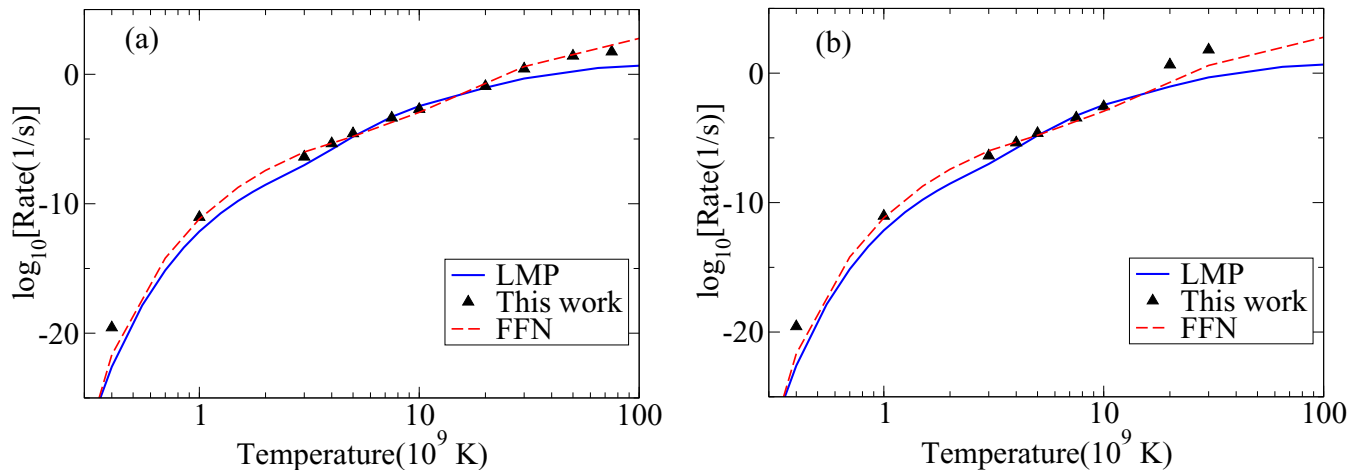 (a)
log10[Rate(1/s)]
0
-10
-20
LMP
This work
FFN
1
10
100
Temperature(10^9 K)
(b)
log10[Rate(1/s)]
0
-10
-20
LMP
This work
FFN
1
10
100
Temperature(10^9 K)